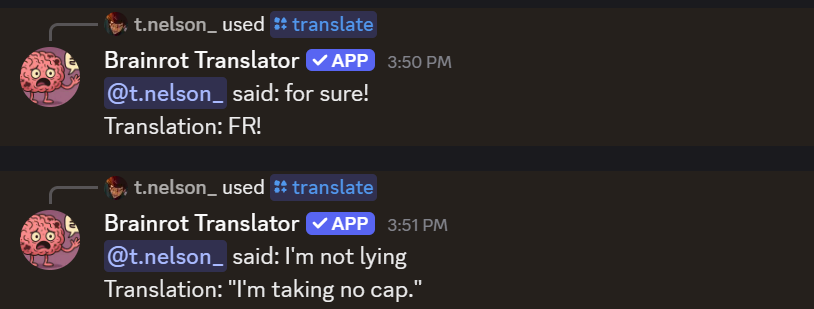 t.nelson_ used translate
Brainrot Translator APP 3:50 PM
@t.nelson_ said: for sure!
Translation: FR!
t.nelson_ used translate
Brainrot Translator APP 3:51 PM
@t.nelson_ said: I'm not lying
Translation: "I'm taking no cap."